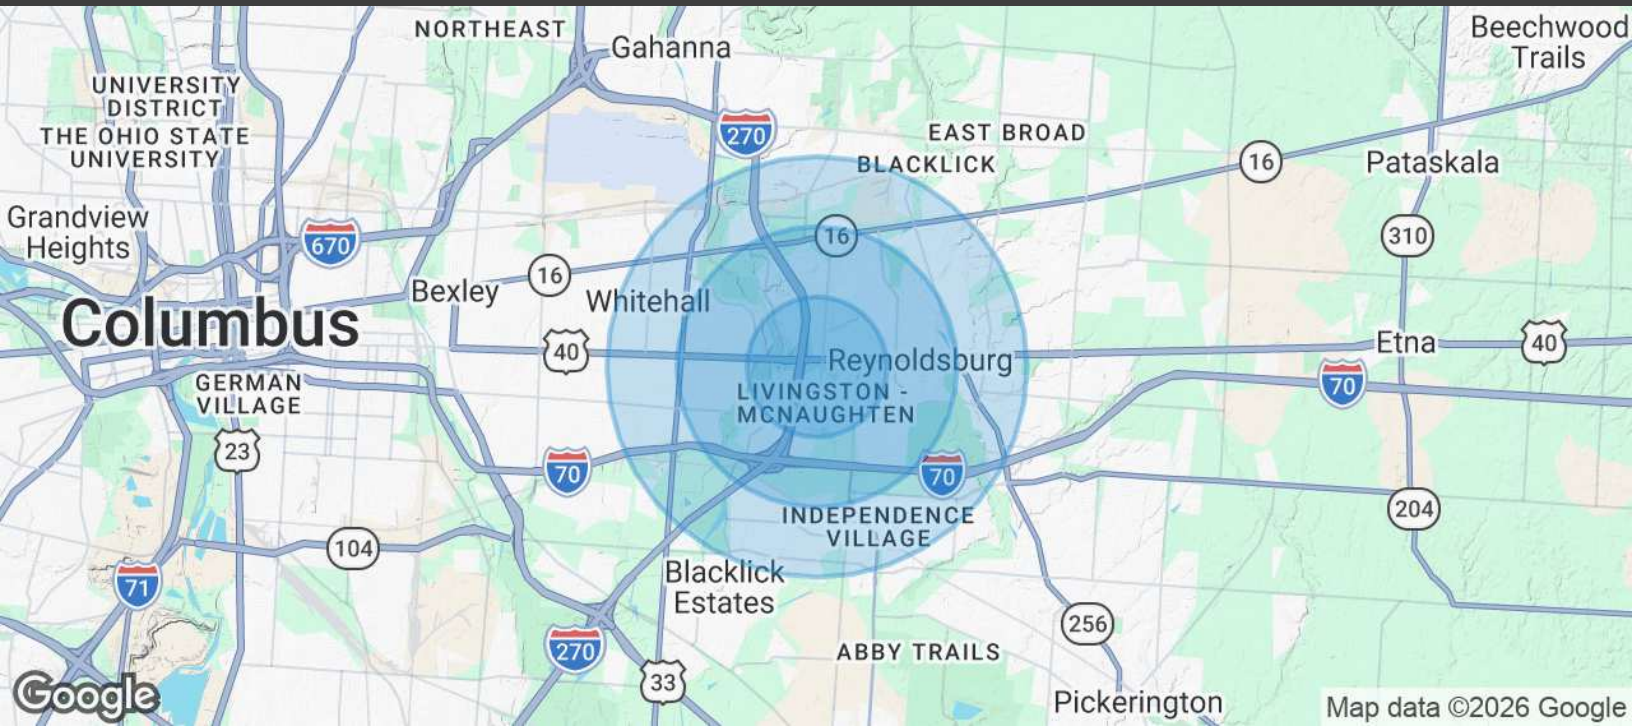 NORTHEAST
Gahanna
Beechwood
Trails
UNIVERSITY
DISTRICT
THE OHIO STATE
UNIVERSITY
270
EAST BROAD
BLACKLICK
16
Pataskala
Grandview
Heights
670
16
310
Bexley
16
Whitehall
Columbus
40
Reynoldsburg
Etna
40
GERMAN
VILLAGE
LIVINGSTON -
MCNAUGHTEN
70
23
70
70
204
INDEPENDENCE
VILLAGE
104
71
Blacklick
Estates
256
270
ABBY TRAILS
33
Google
Pickerington
Map data ©2026 Google